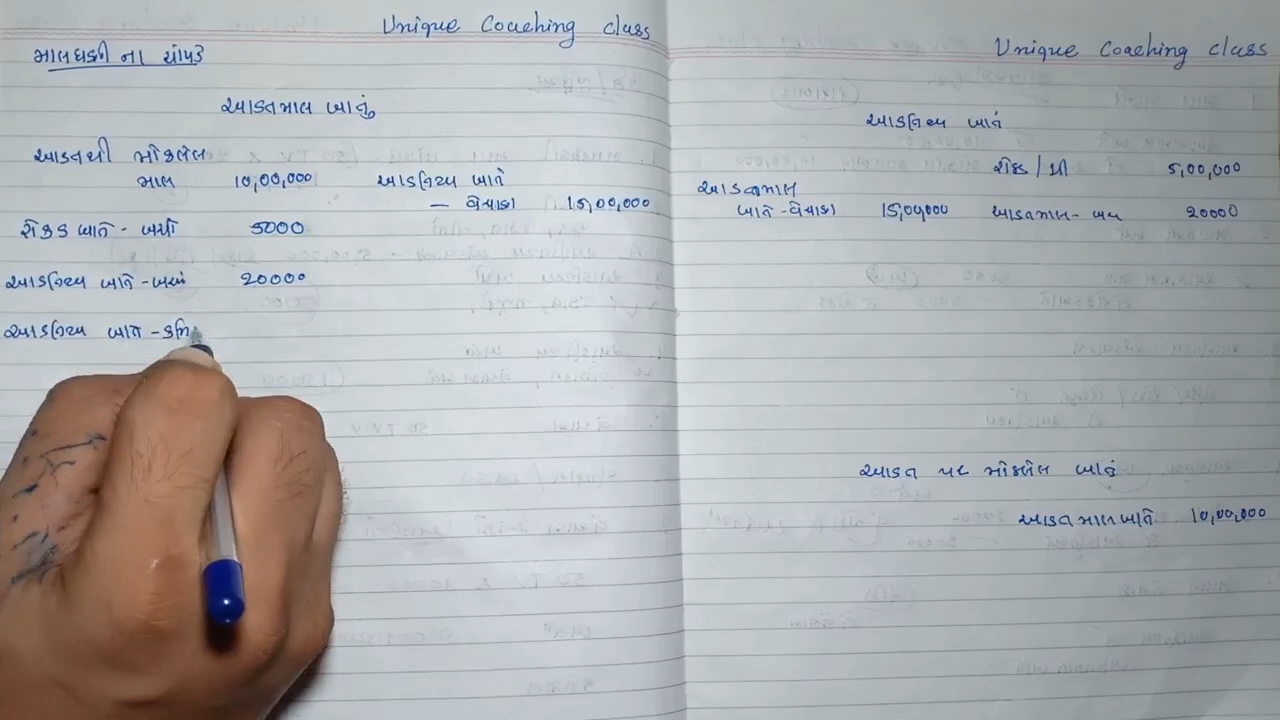 Unique Coaching Class
માલધણી ના ચોપડે
આડતમાલ ખાનું
આડતથી મોકલેલ
માલ 10,00,000 આડતિયા ખાતે
- વેચાણ 15,00,000
રોકડ ખાતે - ખર્ચા 5000
આડતિયા ખાતે - ખર્ચ 20000
આડતિયા ખાતે - કમિ
Unique Coaching Class
આડતિયા ખાતું
રોકડ / પ્રી 5,00,000
આડતમાલ
ખાતે - વેચાણ 15,00,000 આડતમાલ - ખર્ચ 20000
આડત પર મોકલેલ ખાતું
આડત માલ ખાતે 10,00,000